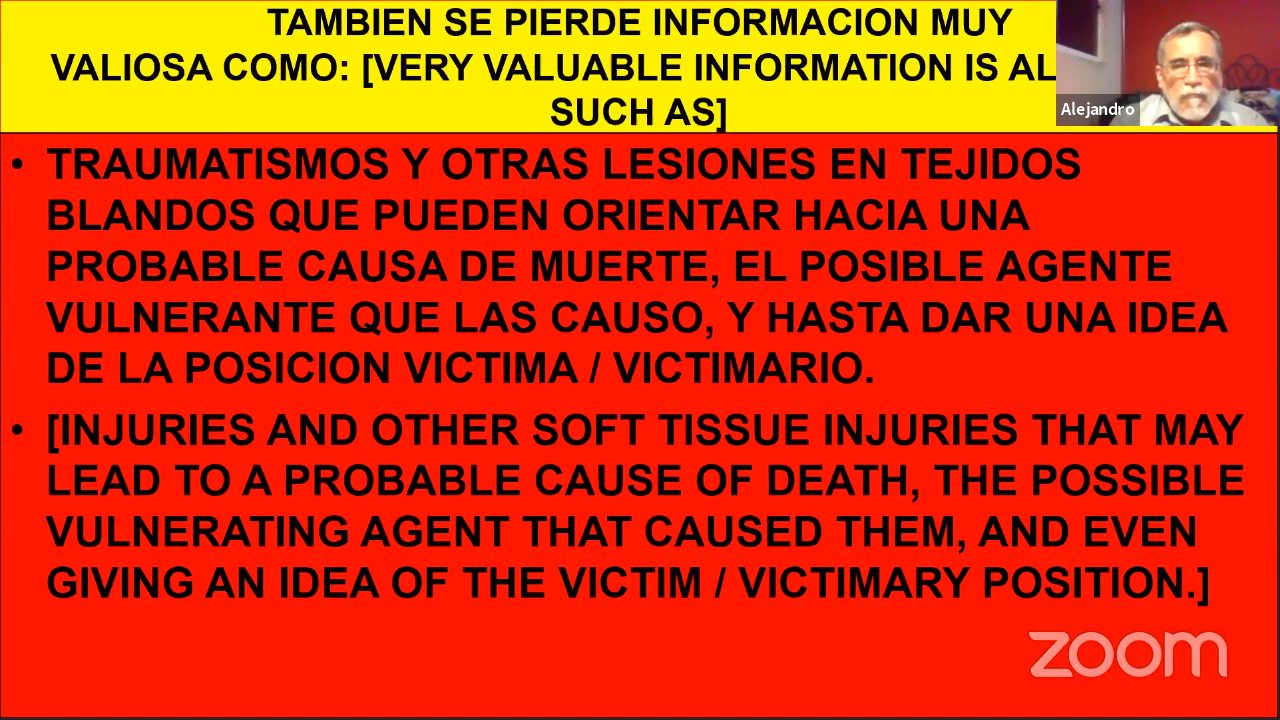 TAMBIEN SE PIERDE INFORMACION MUY
VALIOSA COMO: [VERY VALUABLE INFORMATION IS AL
SUCH AS]
Alejandro
• TRAUMATISMOS Y OTRAS LESIONES EN TEJIDOS
BLANDOS QUE PUEDEN ORIENTAR HACIA UNA
PROBABLE CAUSA DE MUERTE, EL POSIBLE AGENTE
VULNERANTE QUE LAS CAUSO, Y HASTA DAR UNA IDEA
DE LA POSICION VICTIMA / VICTIMARIO.
• [INJURIES AND OTHER SOFT TISSUE INJURIES THAT MAY
LEAD TO A PROBABLE CAUSE OF DEATH, THE POSSIBLE
VULNERATING AGENT THAT CAUSED THEM, AND EVEN
GIVING AN IDEA OF THE VICTIM / VICTIMARY POSITION.]
zoom